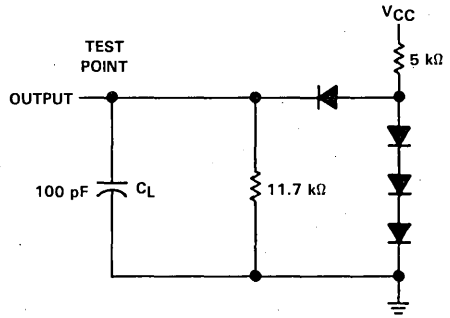 VCC
5 kΩ
TEST
POINT
OUTPUT
100 pF CL
11.7 kΩ